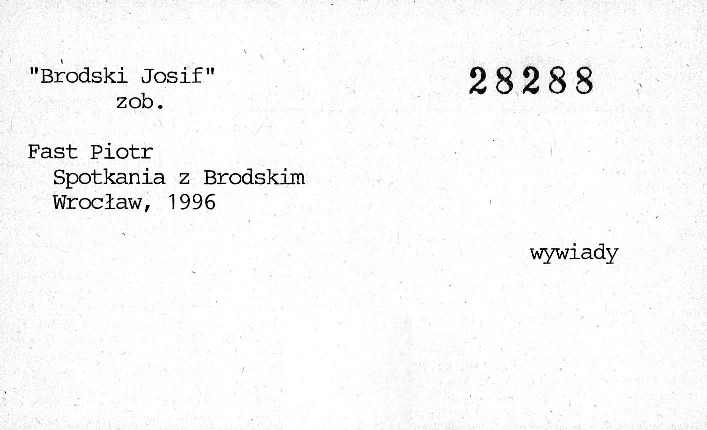 "Brodski Josif"
28288
zob.
Fast Piotr
Spotkania z Brodskim
Wrocław, 1996
wywiady